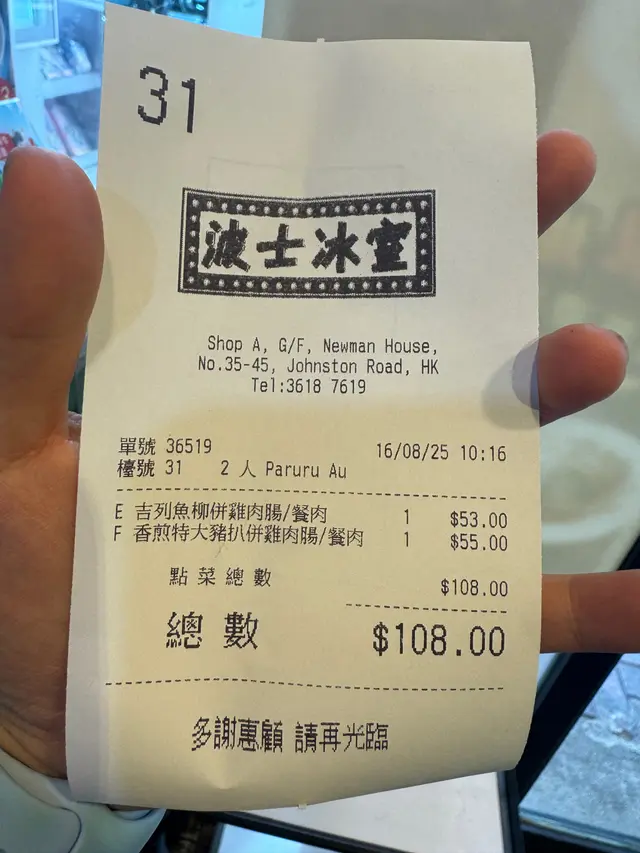 31
波士冰室
Shop A, G/F, Newman House,
No.35-45, Johnston Road, HK
Tel:3618 7619
單號 36519 16/08/25 10:16
檯號 31 2 人 Paruru Au
E 吉列魚柳併雞肉腸/餐肉 1 $53.00
F 香煎特大豬扒併雞肉腸/餐肉 1 $55.00
點菜總數 $108.00
總數 $108.00
多謝惠顧 請再光臨